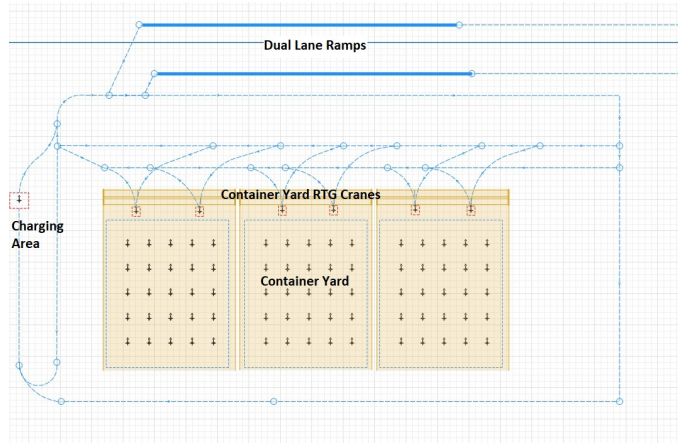 Dual Lane Ramps
Container Yard RTG Cranes
Charging
Area
Container Yard